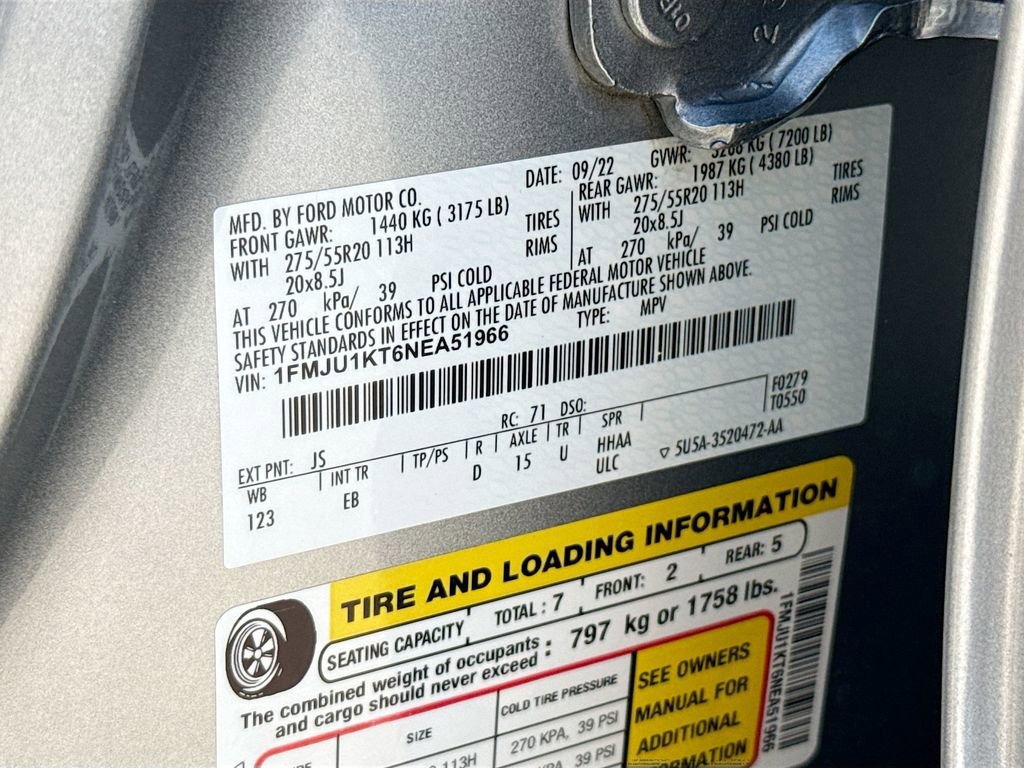 MFD. BY FORD MOTOR CO.
DATE: 09/22
GVWR: 3266 KG ( 7200 LB)
FRONT GAWR: 1440 KG ( 3175 LB)
REAR GAWR: 1987 KG ( 4380 LB)
WITH 275/55R20 113H TIRES
WITH 275/55R20 113H TIRES
20x8.5J RIMS
20x8.5J RIMS
AT 270 kPa/ 39 PSI COLD
AT 270 kPa/ 39 PSI COLD
THIS VEHICLE CONFORMS TO ALL APPLICABLE FEDERAL MOTOR VEHICLE
SAFETY STANDARDS IN EFFECT ON THE DATE OF MANUFACTURE SHOWN ABOVE.
VIN: 1FMJU1KT6NEA51966
TYPE: MPV
F0279
T0550
EXT PNT: JS RC: 71 DSO:
WB INT TR TP/PS R AXLE TR SPR
123 EB D 15 U HHAA
ULC
5U5A-3520472-AA
TIRE AND LOADING INFORMATION
SEATING CAPACITY TOTAL : 7 FRONT: 2 REAR: 5
The combined weight of occupants
and cargo should never exceed : 797 kg or 1758 lbs.
SIZE COLD TIRE PRESSURE
113H 270 KPA, 39 PSI
KPA, 39 PSI
SEE OWNERS
MANUAL FOR
ADDITIONAL
1FMJU1KT6NEA51966